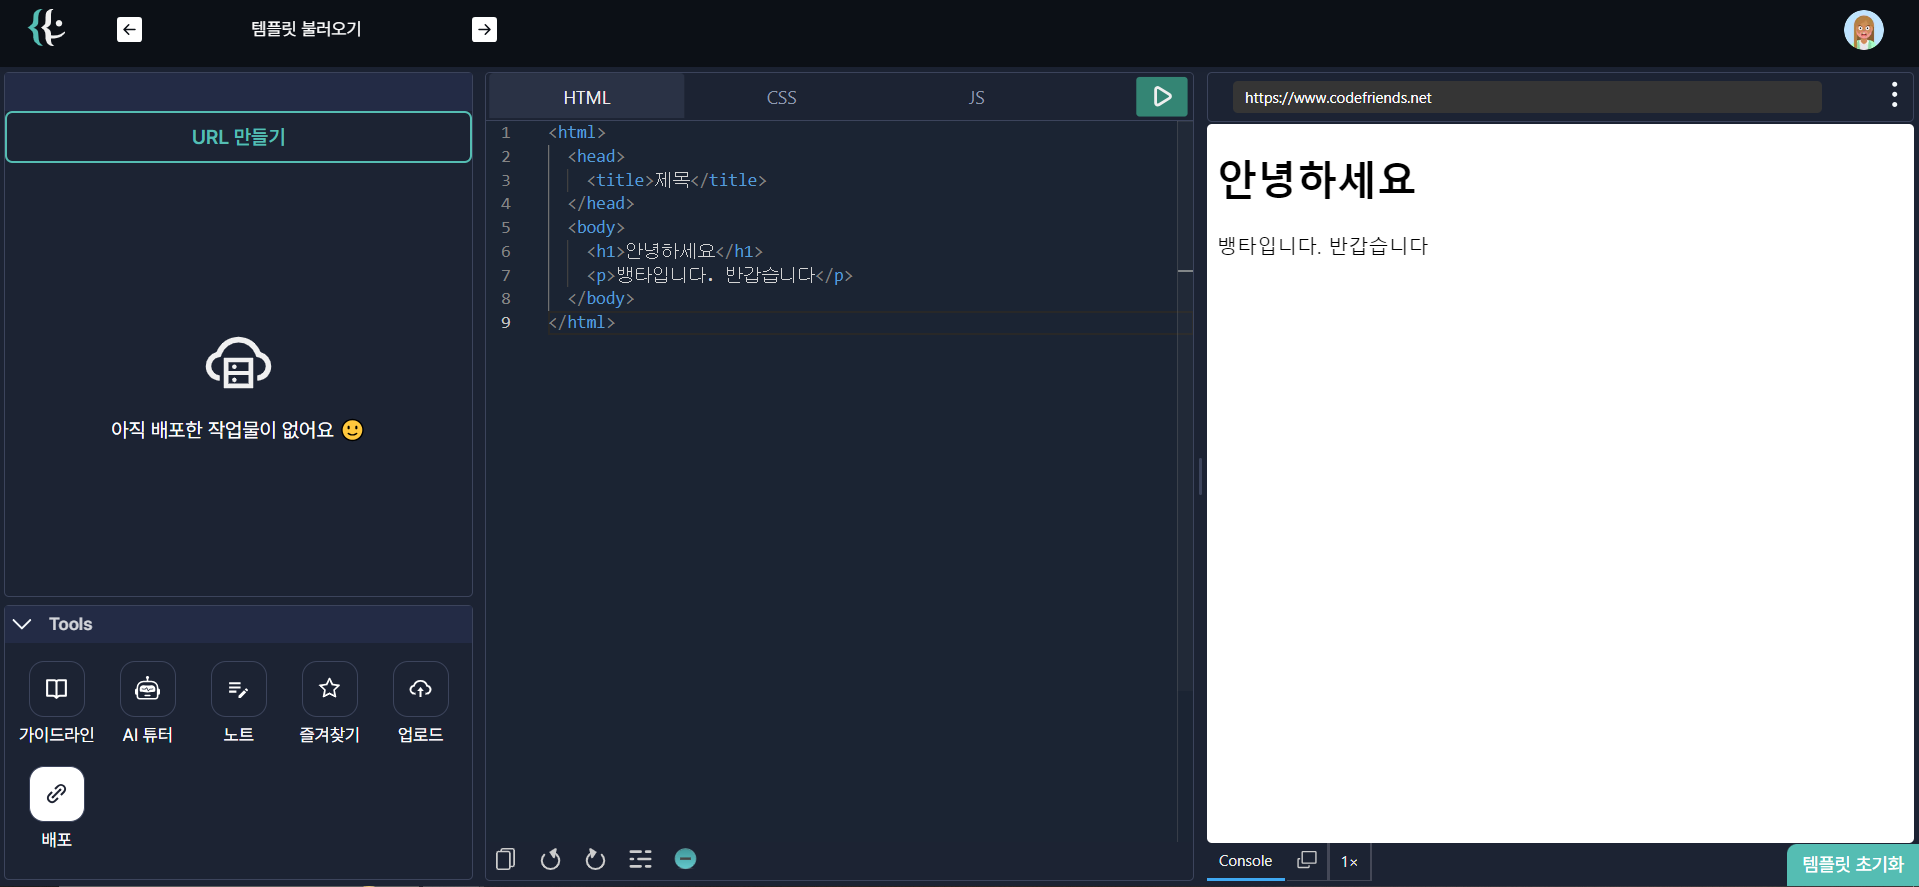 템플릿 불러오기
URL 만들기
아직 배포한 작업물이 없어요
Tools
가이드라인
AI 튜터
노트
즐겨찾기
업로드
배포
HTML
CSS
JS
1 <html>
2 <head>
3 <title>제목</title>
4 </head>
5 <body>
6 <h1>안녕하세요</h1>
7 <p>뱅타입니다. 반갑습니다</p>
8 </body>
9 </html>
https://www.codefriends.net
안녕하세요
뱅타입니다. 반갑습니다
Console
1×
템플릿 초기화